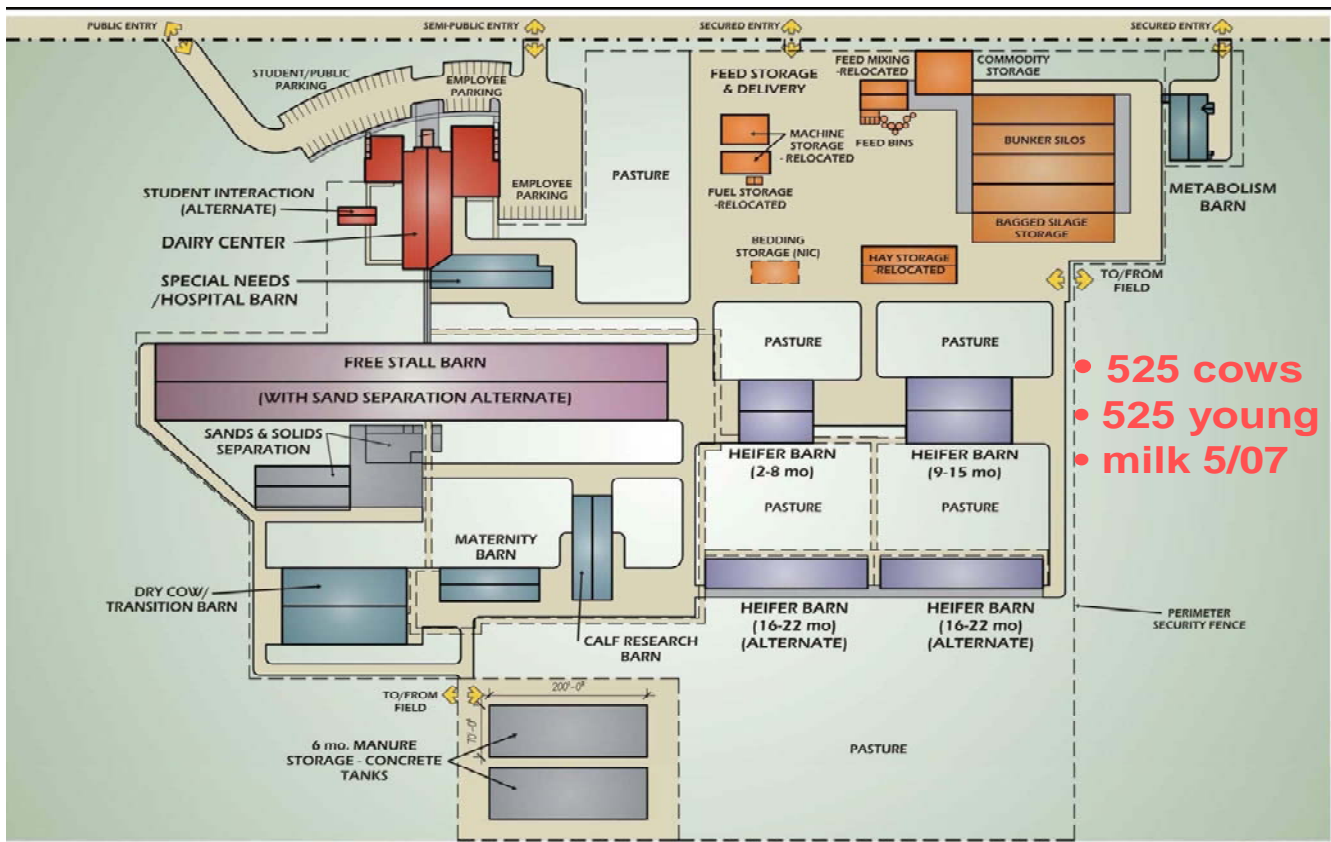 PUBLIC ENTRY
SEMI-PUBLIC ENTRY
SECURED ENTRY
SECURED ENTRY
STUDENT/PUBLIC
PARKING
EMPLOYEE
PARKING
FEED STORAGE
& DELIVERY
FEED MIXING
-RELOCATED
COMMODITY
STORAGE
MACHINE
STORAGE
- RELOCATED
FEED BINS
BUNKER SILOS
PASTURE
EMPLOYEE
PARKING
FUEL STORAGE
-RELOCATED
METABOLISM
BARN
STUDENT INTERACTION
(ALTERNATE)
DAIRY CENTER
BAGGED SILAGE
STORAGE
BEDDING
STORAGE (NIC)
HAY STORAGE
-RELOCATED
SPECIAL NEEDS
/HOSPITAL BARN
TO/FROM
FIELD
PASTURE
PASTURE
FREE STALL BARN
(WITH SAND SEPARATION ALTERNATE)
• 525 cows
• 525 young
• milk 5/07
SANDS & SOLIDS
SEPARATION
HEIFER BARN
(2-8 mo)
HEIFER BARN
(9-15 mo)
PASTURE
PASTURE
MATERNITY
BARN
DRY COW/
TRANSITION BARN
HEIFER BARN
(16-22 mo)
(ALTERNATE)
HEIFER BARN
(16-22 mo)
(ALTERNATE)
PERIMETER
SECURITY FENCE
CALF RESEARCH
BARN
TO/FROM
FIELD
200'-0"
70'-0"
6 mo. MANURE
STORAGE - CONCRETE
TANKS
PASTURE